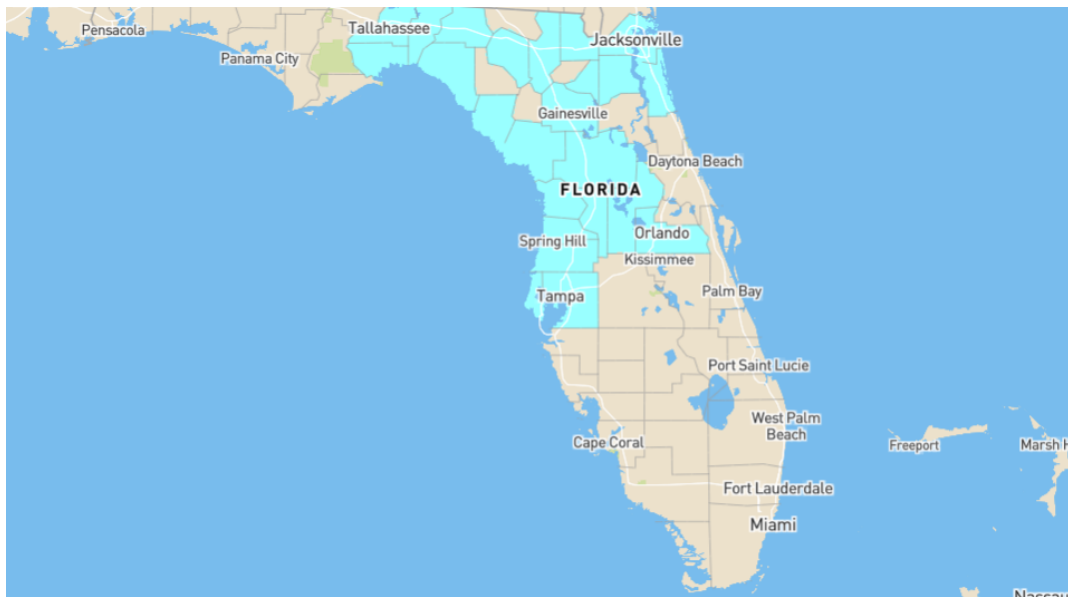 Pensacola
Tallahassee
Jacksonville
Panama City
Gainesville
Daytona Beach
FLORIDA
Orlando
Spring Hill
Kissimmee
Tampa
Palm Bay
Port Saint Lucie
West Palm
Beach
Cape Coral
Freeport
Marsh H
Fort Lauderdale
Miami
Nassau